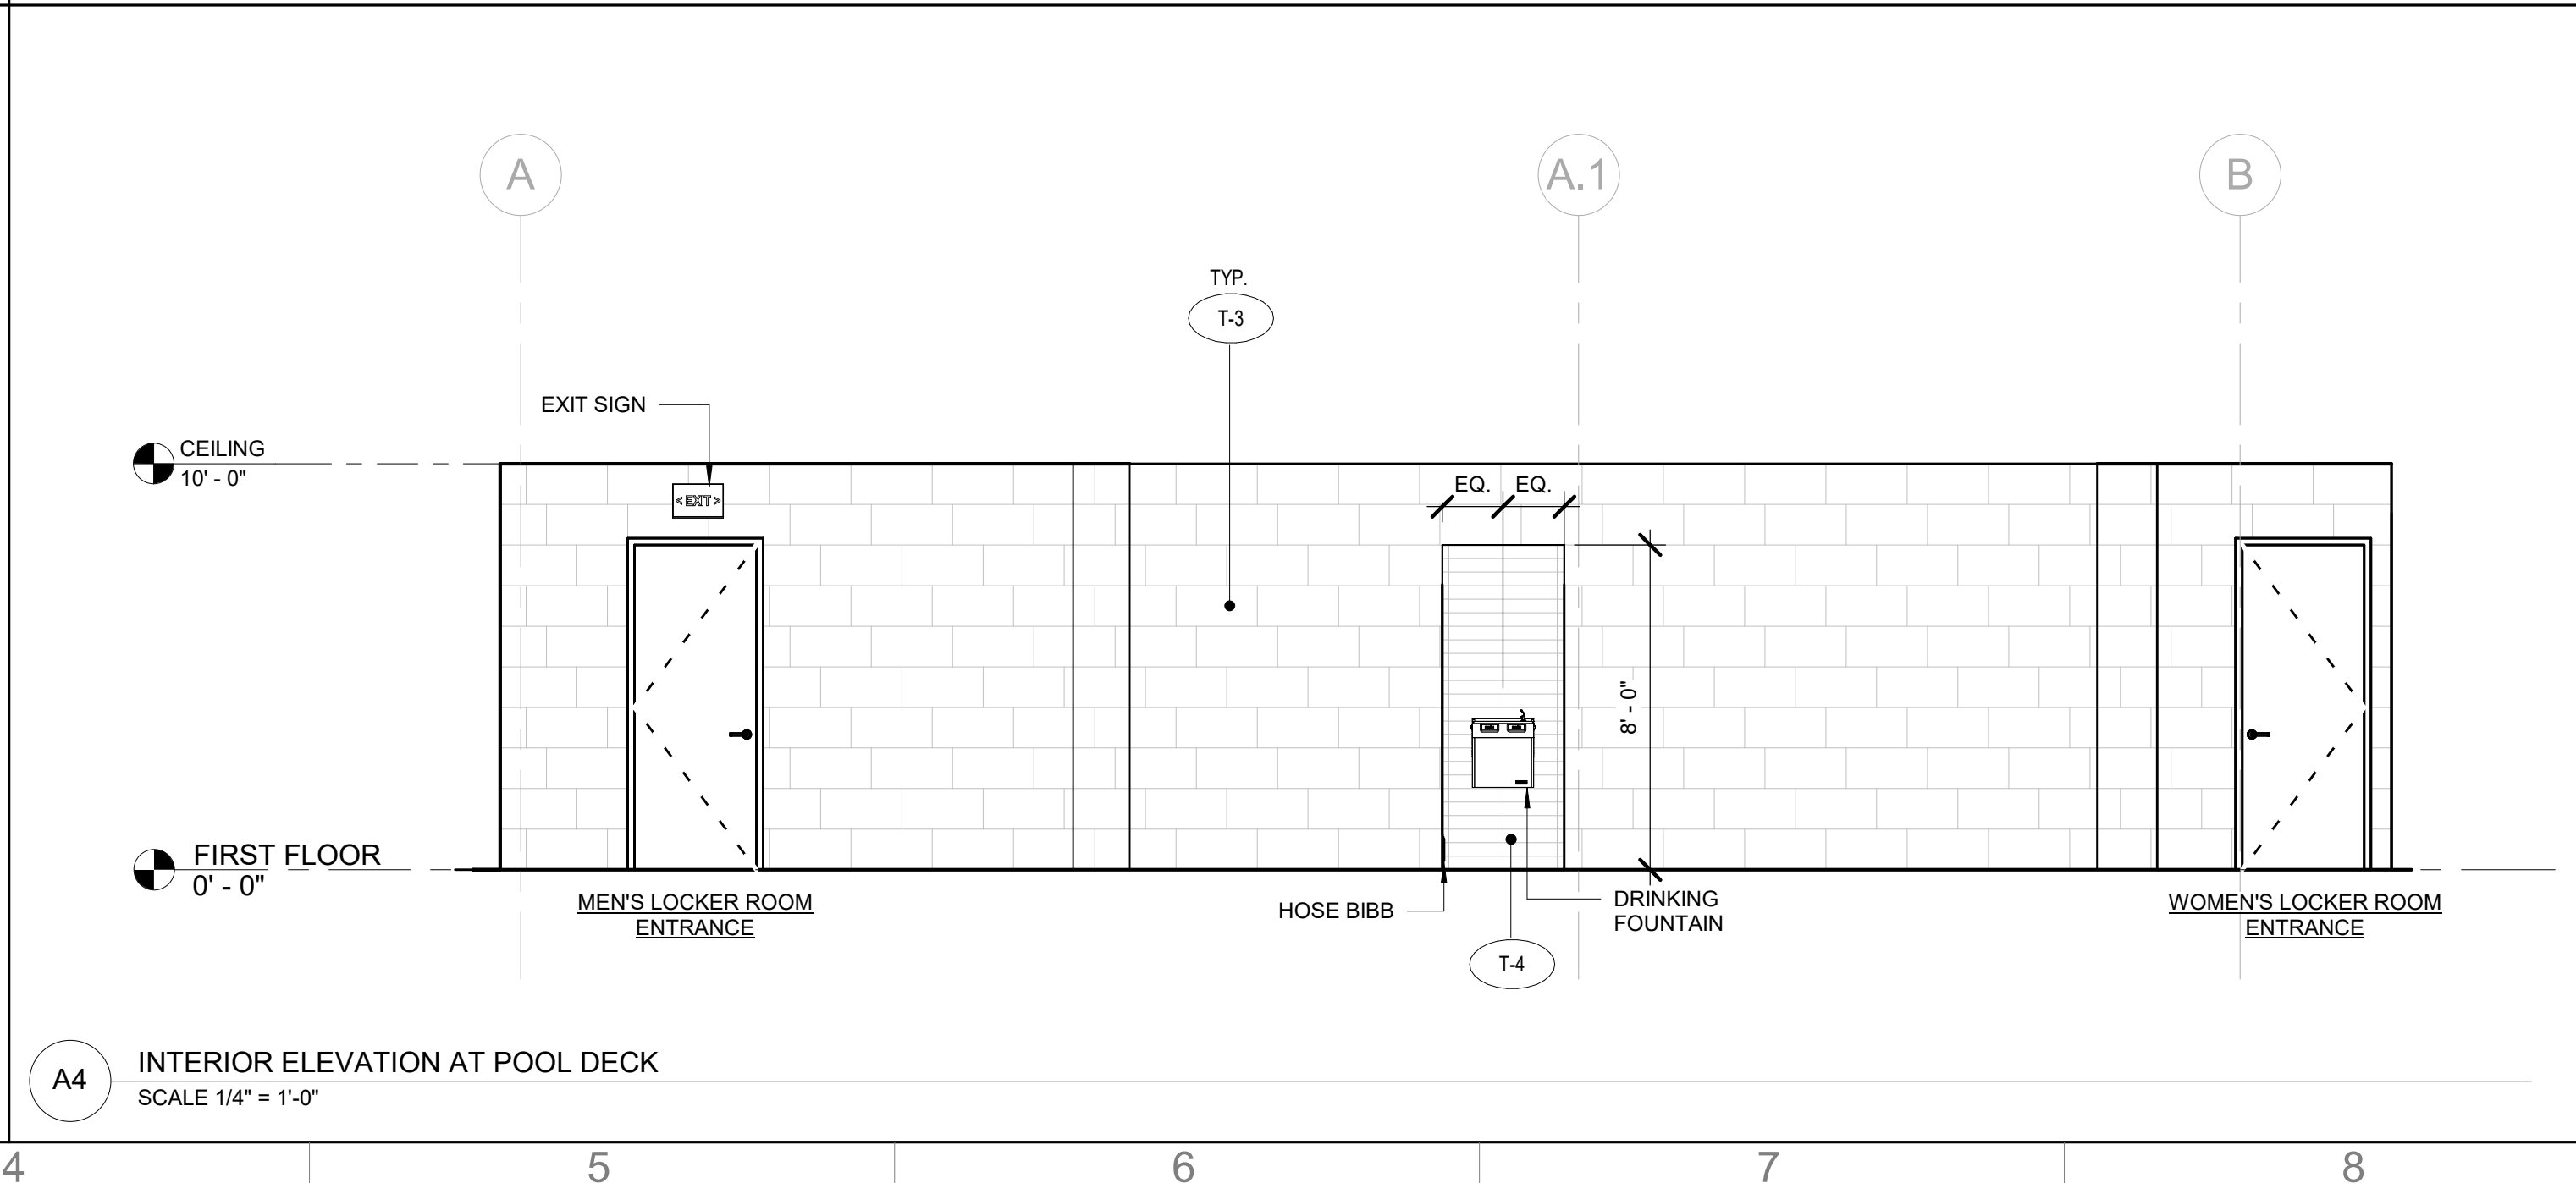 A
A.1
B
TYP.
T-3
EXIT SIGN
CEILING
10' - 0"
< EXIT >
EQ.
EQ.
8' - 0"
FIRST FLOOR
0' - 0"
MEN'S LOCKER ROOM
ENTRANCE
HOSE BIBB
DRINKING
FOUNTAIN
WOMEN'S LOCKER ROOM
ENTRANCE
T-4
A4
INTERIOR ELEVATION AT POOL DECK
SCALE 1/4" = 1'-0"
4
5
6
7
8